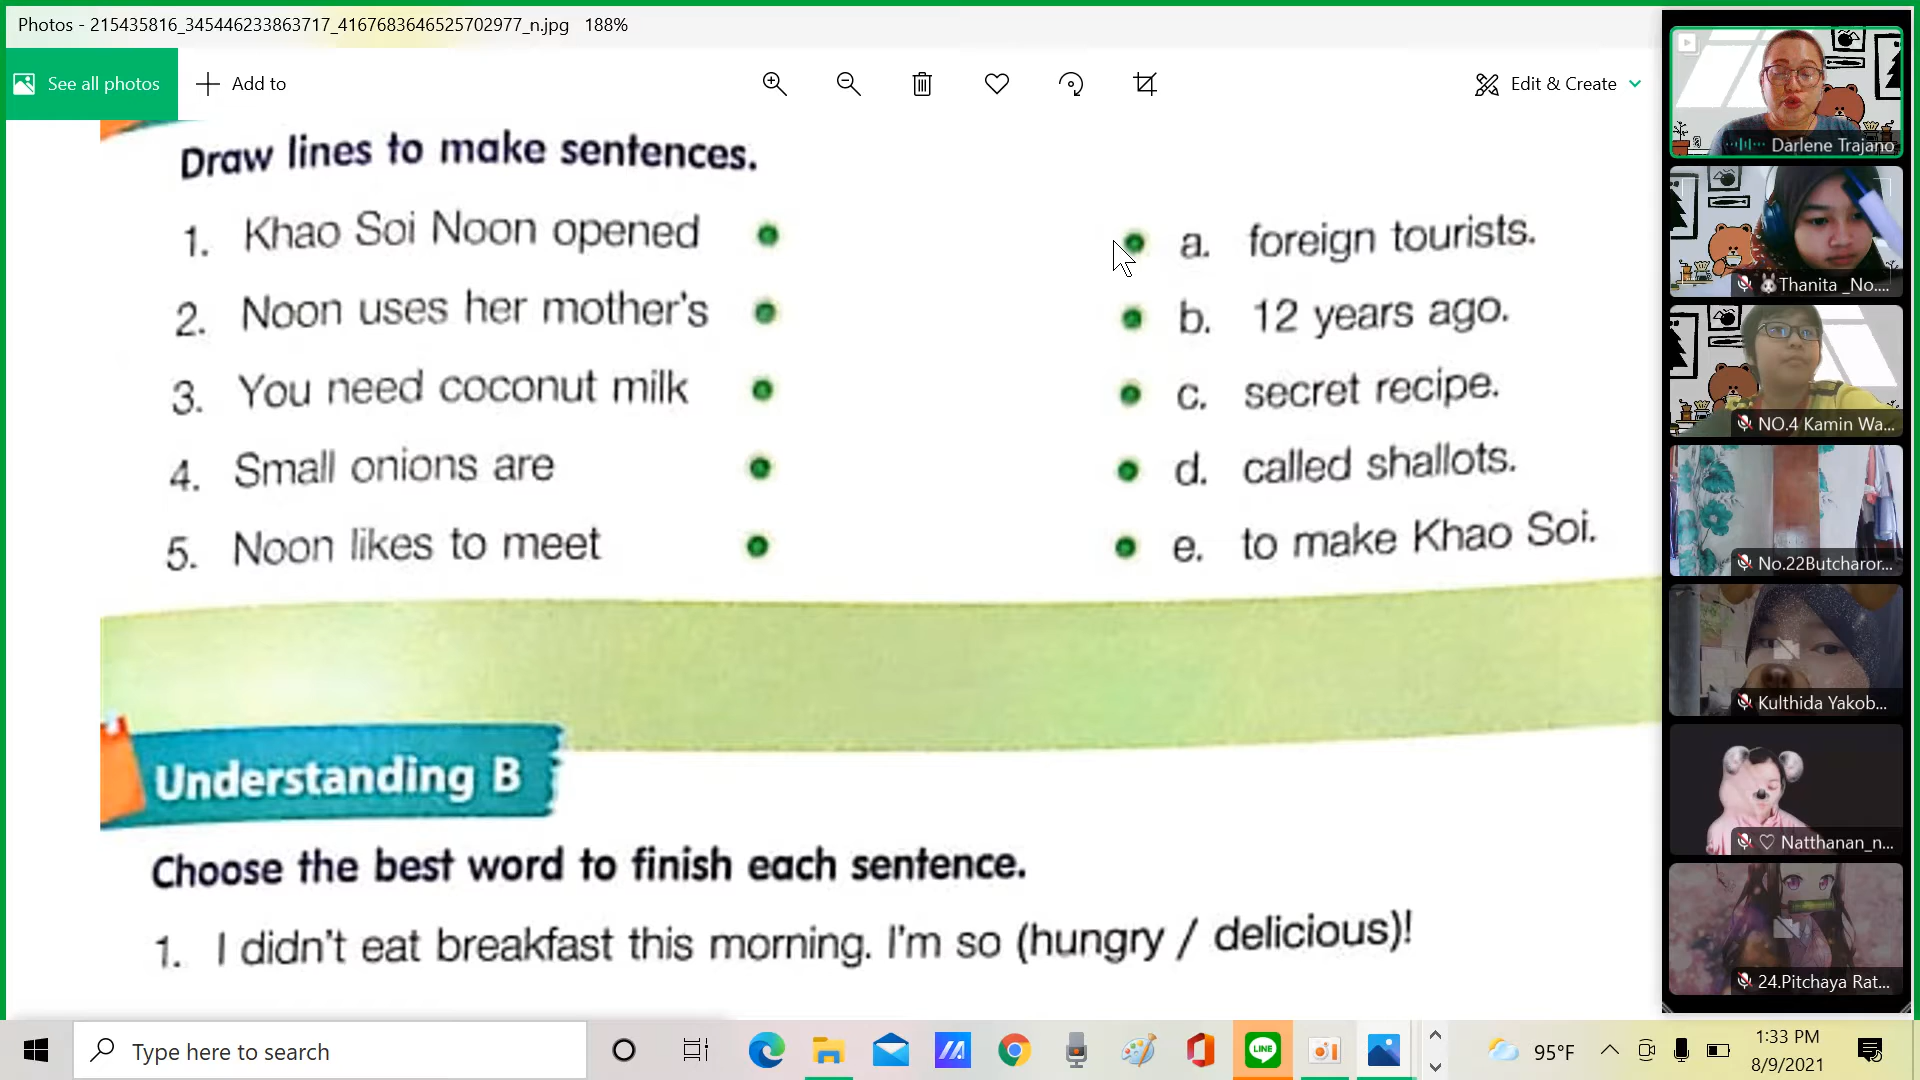 Photos - 215435816_345446233863717_4167683646525702977_n.jpg 188%
See all photos
Add to
Edit & Create
Draw lines to make sentences.
1. Khao Soi Noon opened
a. foreign tourists.
2. Noon uses her mother's
b. 12 years ago.
3. You need coconut milk
c. secret recipe.
4. Small onions are
d. called shallots.
5. Noon likes to meet
e. to make Khao Soi.
Understanding B
Choose the best word to finish each sentence.
1. I didn't eat breakfast this morning. I'm so (hungry / delicious)!
Darlene Trajano
Thanita _No....
NO.4 Kamin Wa...
No.22Butcharor...
Kulthida Yakob...
♡ Natthanan_n...
24.Pitchaya Rat...
Type here to search
LINE
95°F
1:33 PM
8/9/2021